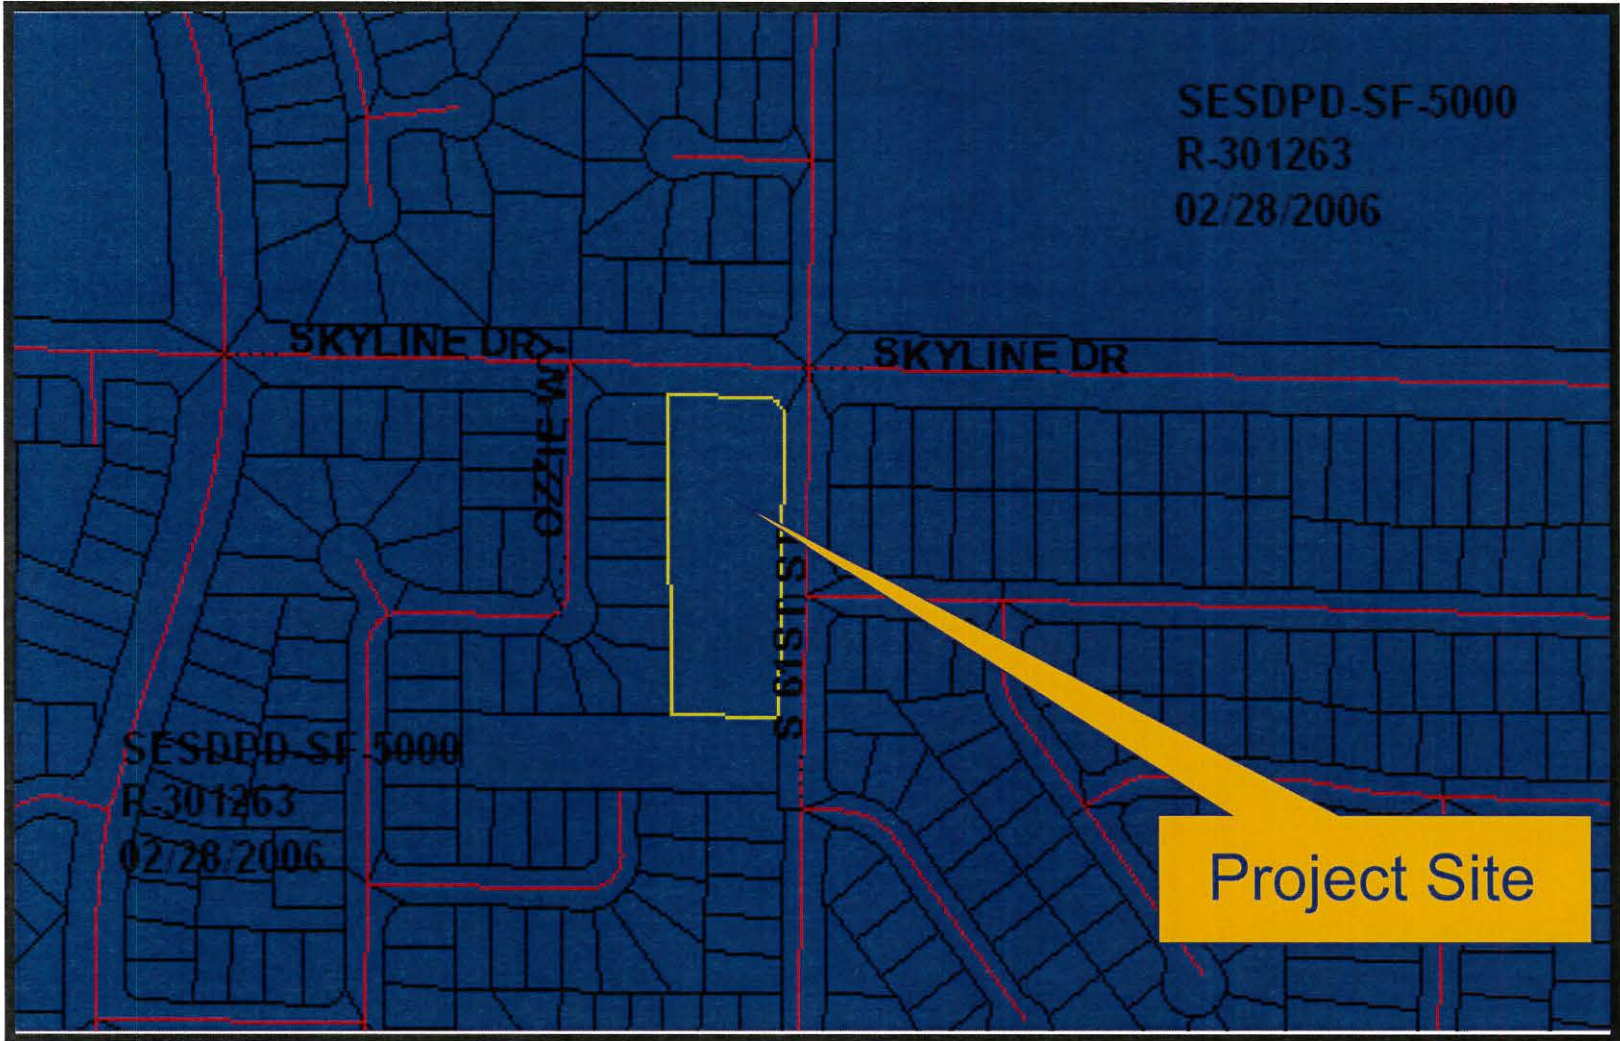 SESDPD-SF-5000
R-301263
02/28/2006
SKYLINE DR
SKYLINE DR
OZZIE WY
S 61ST ST
SESDPD-SF-5000
R-301263
02/28/2006
Project Site